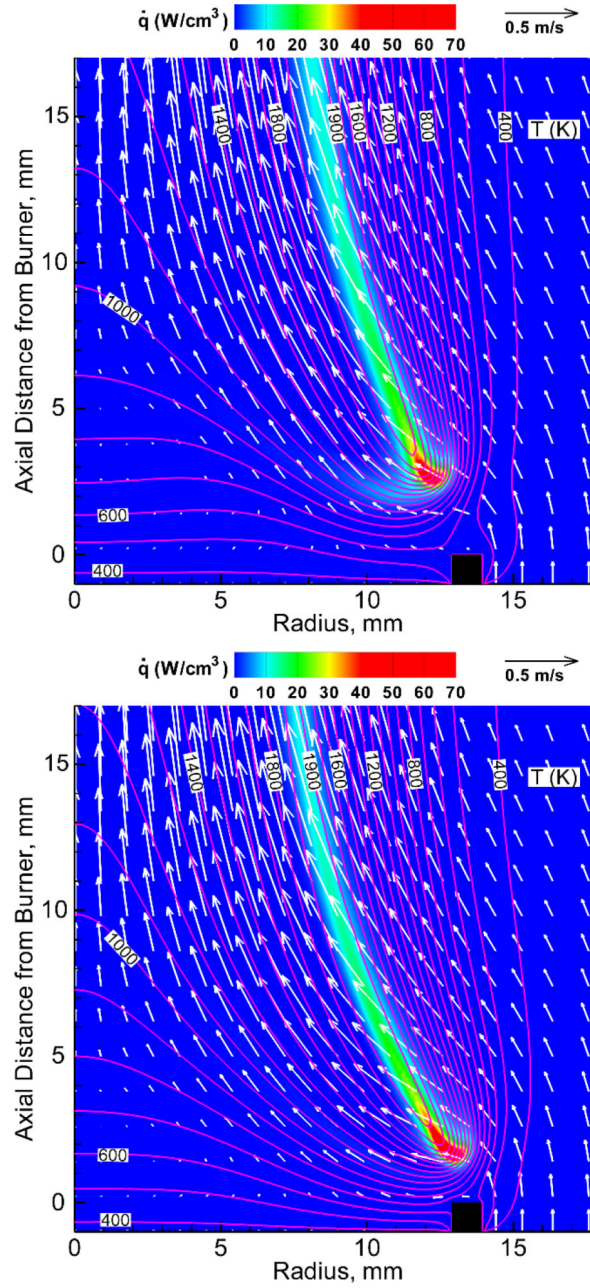 q̇ (W/cm³)
0 10 20 30 40 50 60 70
0.5 m/s
15
10
5
0
Axial Distance from Burner, mm
1400
1800
1900
1600
1200
800
400
T (K)
1000
600
400
0 5 10 15
Radius, mm
q̇ (W/cm³)
0 10 20 30 40 50 60 70
0.5 m/s
15
10
5
0
Axial Distance from Burner, mm
1400
1800
1900
1600
1200
800
400
T (K)
1000
600
400
0 5 10 15
Radius, mm